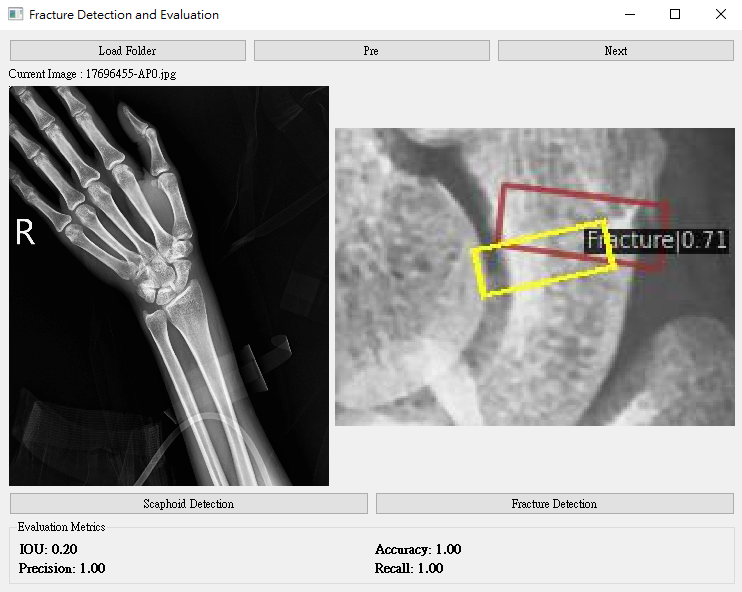 Fracture Detection and Evaluation
Load Folder
Pre
Next
Current Image : 17696455-AP0.jpg
R
Fracture|0.71
Scaphoid Detection
Fracture Detection
Evaluation Metrics
IOU: 0.20
Accuracy: 1.00
Precision: 1.00
Recall: 1.00